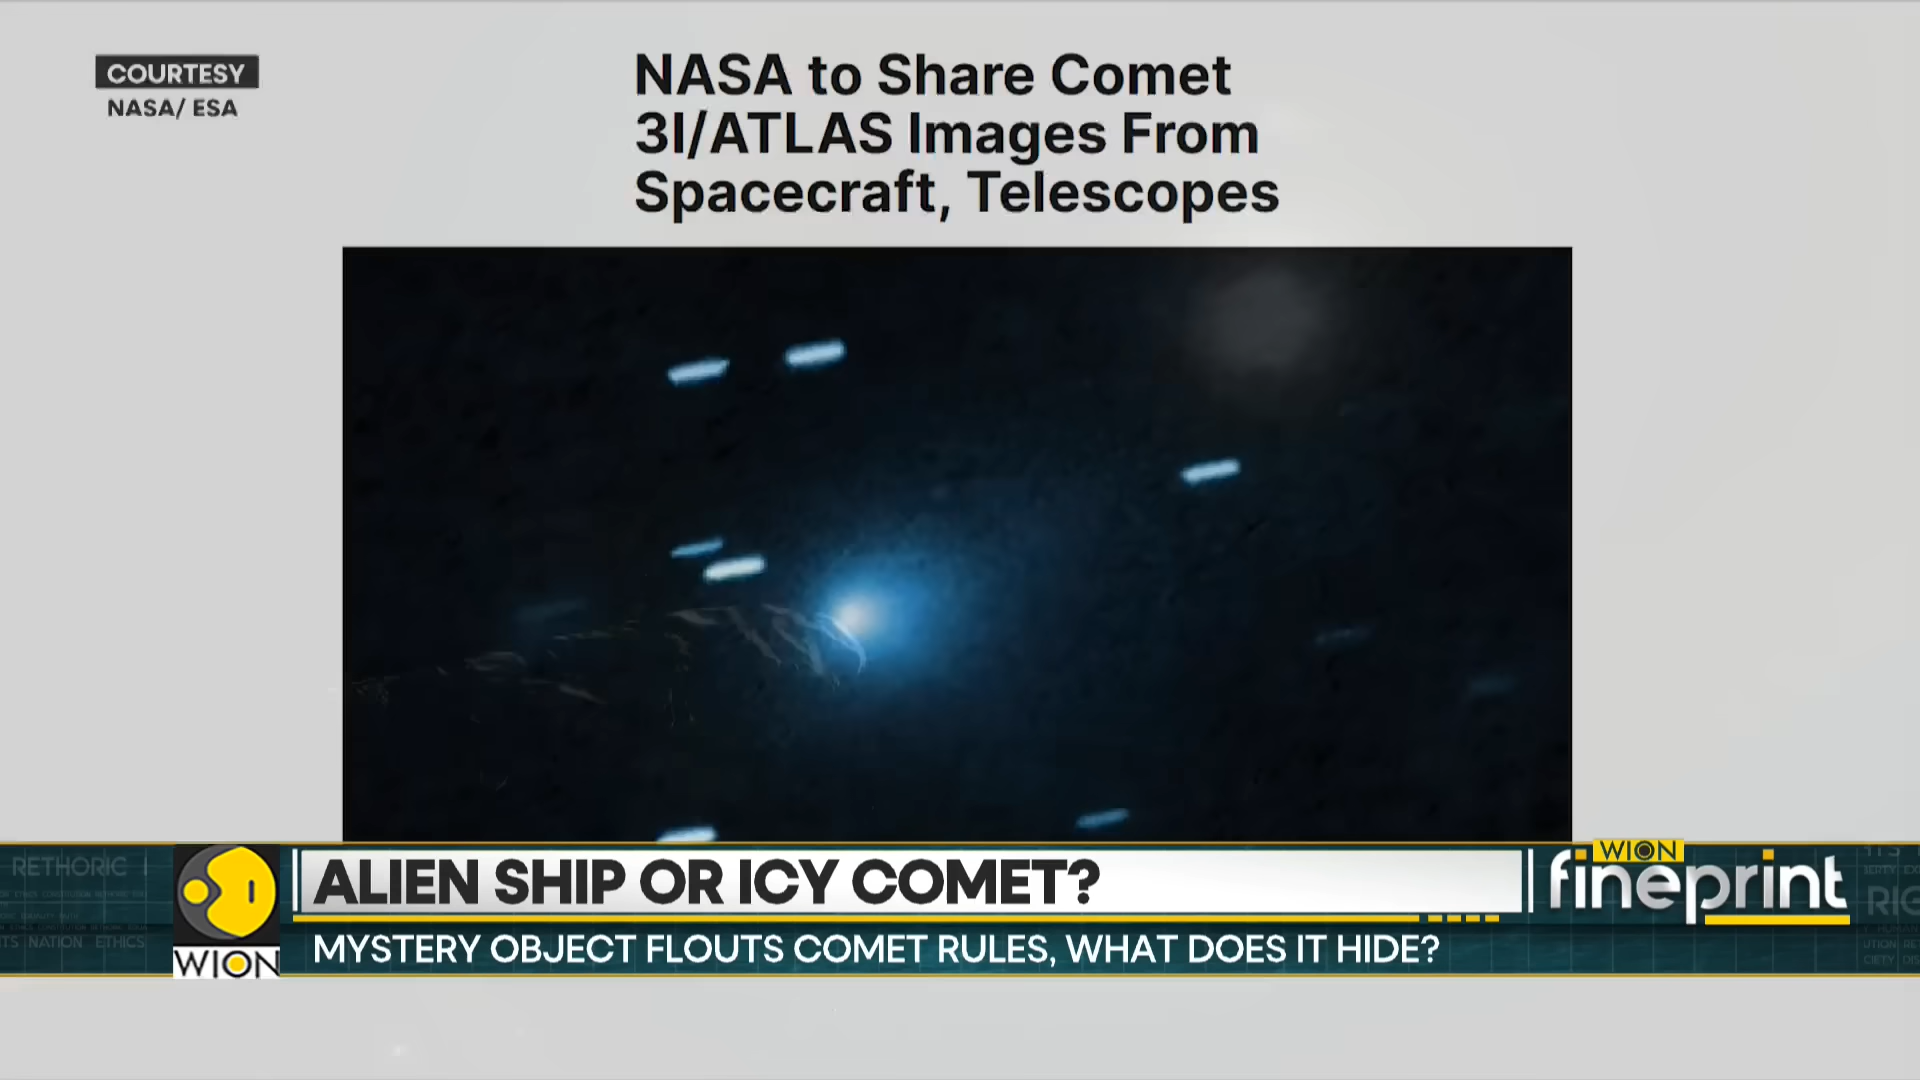 COURTESY
NASA/ ESA
NASA to Share Comet
3I/ATLAS Images From
Spacecraft, Telescopes
RETHORIC
NATION ETHICS
WION
ALIEN SHIP OR ICY COMET?
MYSTERY OBJECT FLOUTS COMET RULES, WHAT DOES IT HIDE?
WION
fineprint